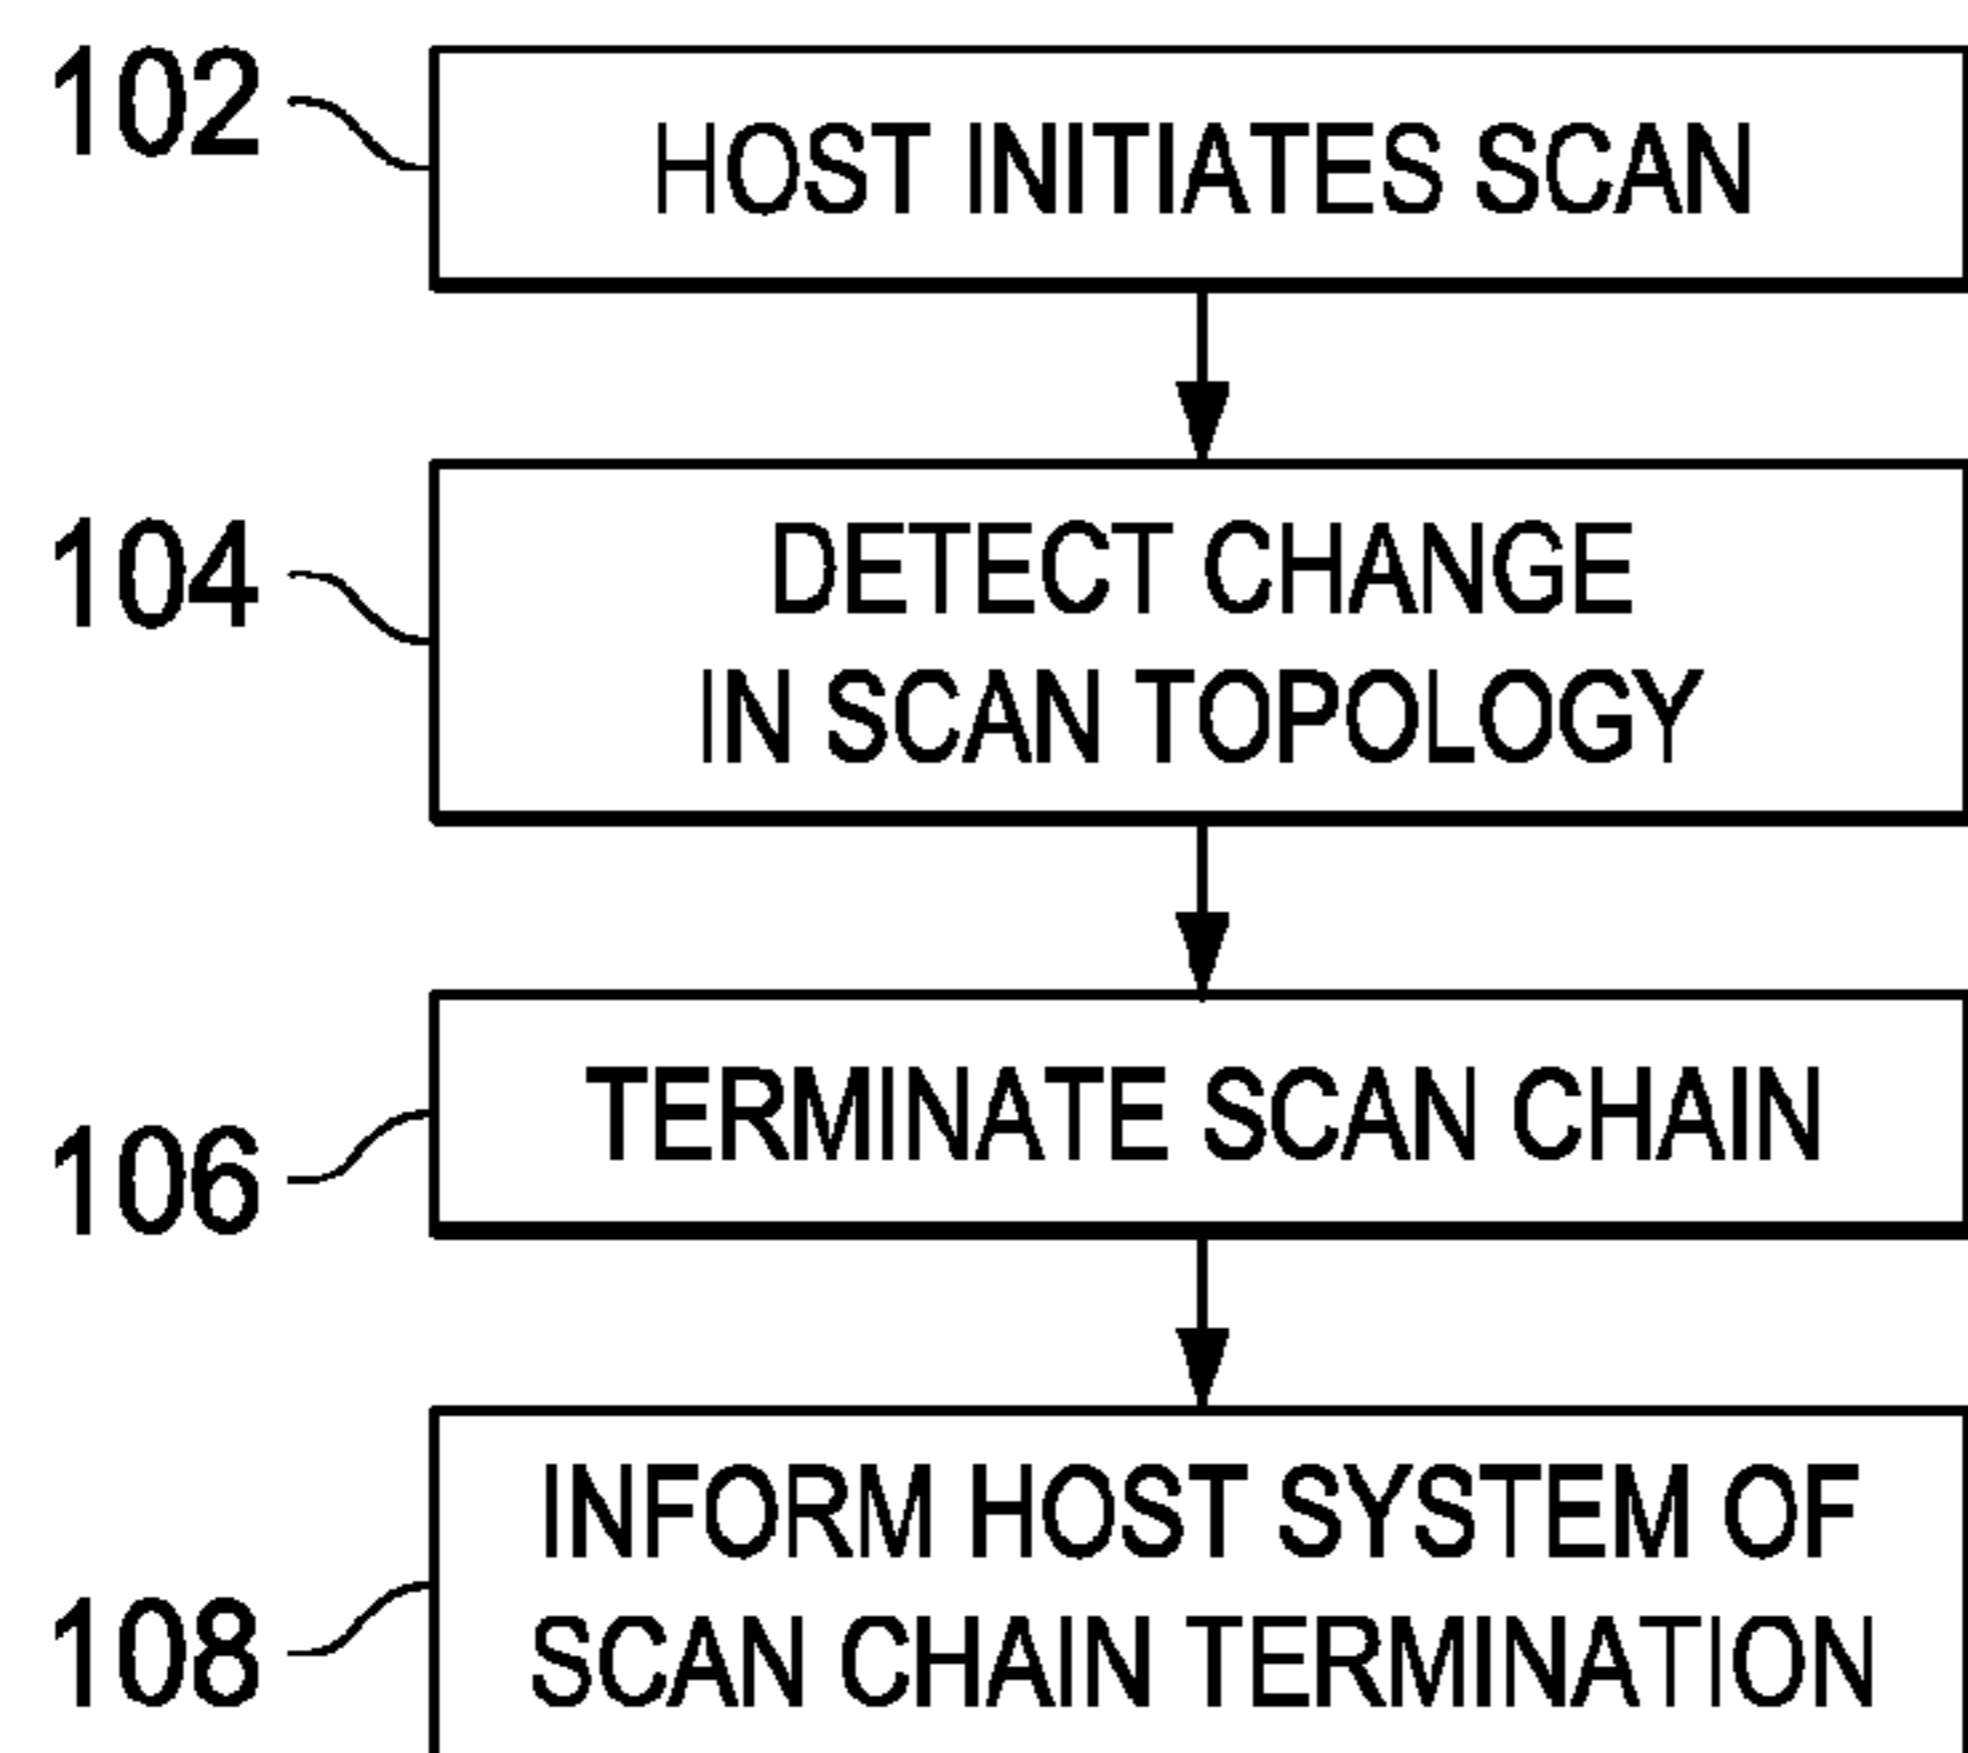 102
HOST INITIATES SCAN
104
DETECT CHANGE
IN SCAN TOPOLOGY
106
TERMINATE SCAN CHAIN
108
INFORM HOST SYSTEM OF
SCAN CHAIN TERMINATION